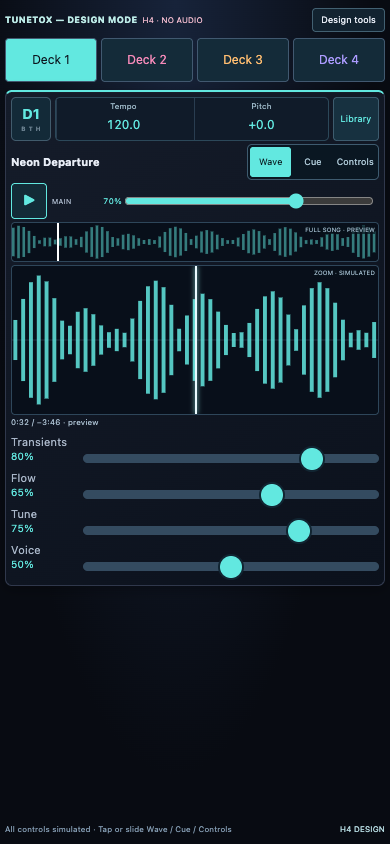 TUNETOX — DESIGN MODE H4 · NO AUDIO
Design tools
Deck 1
Deck 2
Deck 3
Deck 4
D1
B T H
Tempo
120.0
Pitch
+0.0
Library
Neon Departure
Wave
Cue
Controls
MAIN
70%
FULL SONG · PREVIEW
ZOOM · SIMULATED
0:32 / −3:46 · preview
Transients
80%
Flow
65%
Tune
75%
Voice
50%
All controls simulated · Tap or slide Wave / Cue / Controls
H4 DESIGN